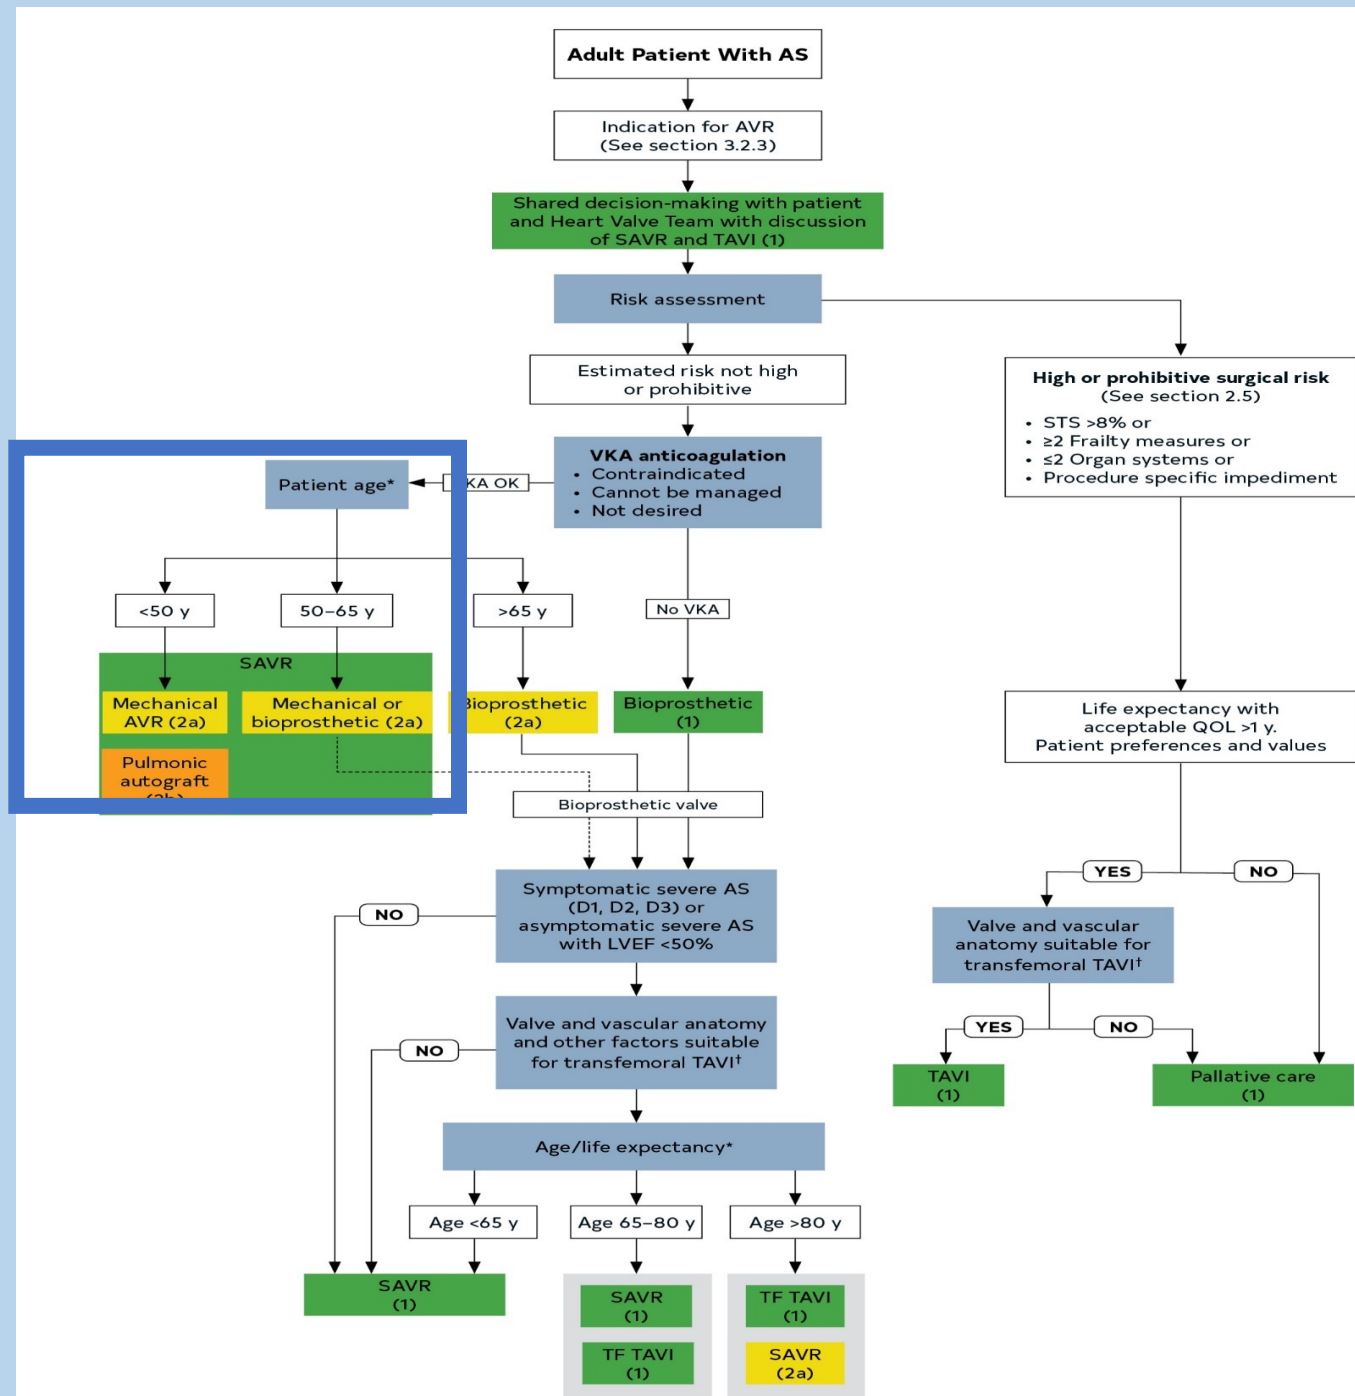 Adult Patient With AS
Indication for AVR
(See section 3.2.3)
Shared decision-making with patient
and Heart Valve Team with discussion
of SAVR and TAVI (1)
Risk assessment
Estimated risk not high
or prohibitive
High or prohibitive surgical risk
(See section 2.5)
• STS >8% or
• ≥2 Frailty measures or
• ≤2 Organ systems or
• Procedure specific impediment
VKA anticoagulation
• Contraindicated
• Cannot be managed
• Not desired
KA OK
Patient age*
<50 y
50–65 y
>65 y
No VKA
SAVR
Mechanical
AVR (2a)
Mechanical or
bioprosthetic (2a)
Bioprosthetic
(2a)
Bioprosthetic
(1)
Pulmonic
autograft
Life expectancy with
acceptable QOL >1 y.
Patient preferences and values
Bioprosthetic valve
YES
NO
Symptomatic severe AS
(D1, D2, D3) or
asymptomatic severe AS
with LVEF <50%
NO
Valve and vascular
anatomy suitable for
transfemoral TAVI†
Valve and vascular anatomy
and other factors suitable
for transfemoral TAVI†
NO
YES
NO
TAVI
(1)
Pallative care
(1)
Age/life expectancy*
Age <65 y
Age 65–80 y
Age >80 y
SAVR
(1)
SAVR
(1)
TF TAVI
(1)
TF TAVI
(1)
SAVR
(2a)